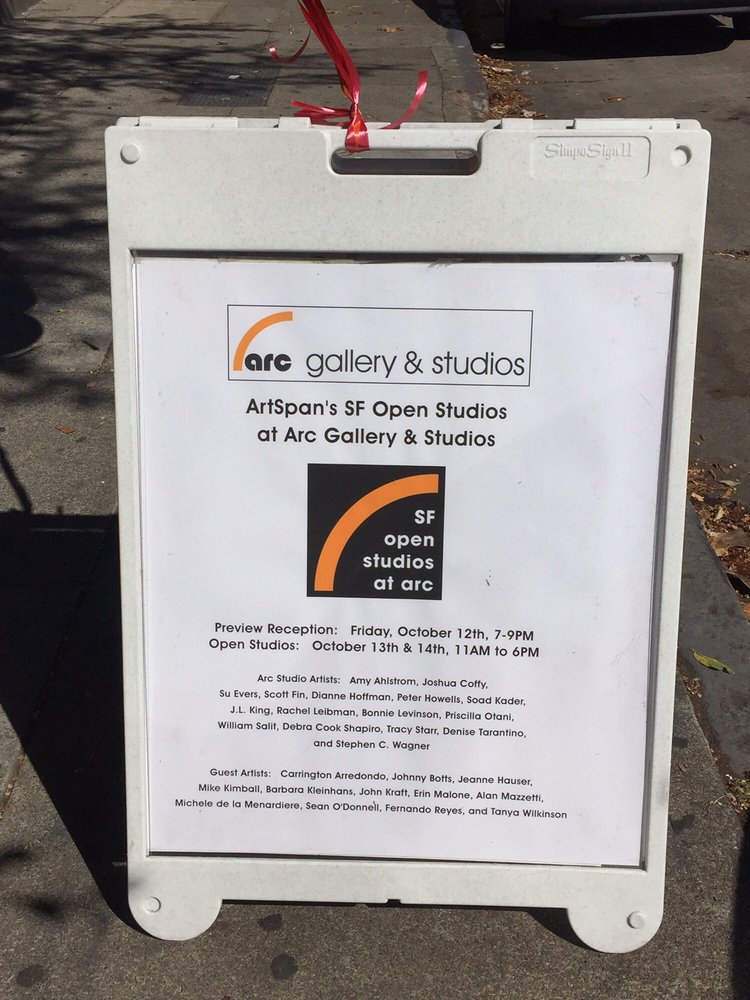 SimpoSign II
arc gallery & studios
ArtSpan's SF Open Studios
at Arc Gallery & Studios
SF
open
studios
at arc
Preview Reception: Friday, October 12th, 7-9PM
Open Studios: October 13th & 14th, 11AM to 6PM
Arc Studio Artists: Amy Ahlstrom, Joshua Coffy,
Su Evers, Scott Fin, Dianne Hoffman, Peter Howells, Soad Kader,
J.L. King, Rachel Leibman, Bonnie Levinson, Priscilla Otani,
William Salit, Debra Cook Shapiro, Tracy Starr, Denise Tarantino,
and Stephen C. Wagner
Guest Artists: Carrington Arredondo, Johnny Botts, Jeanne Hauser,
Mike Kimball, Barbara Kleinhans, John Kraft, Erin Malone, Alan Mazzetti,
Michele de la Menardiere, Sean O'Donnell, Fernando Reyes, and Tanya Wilkinson